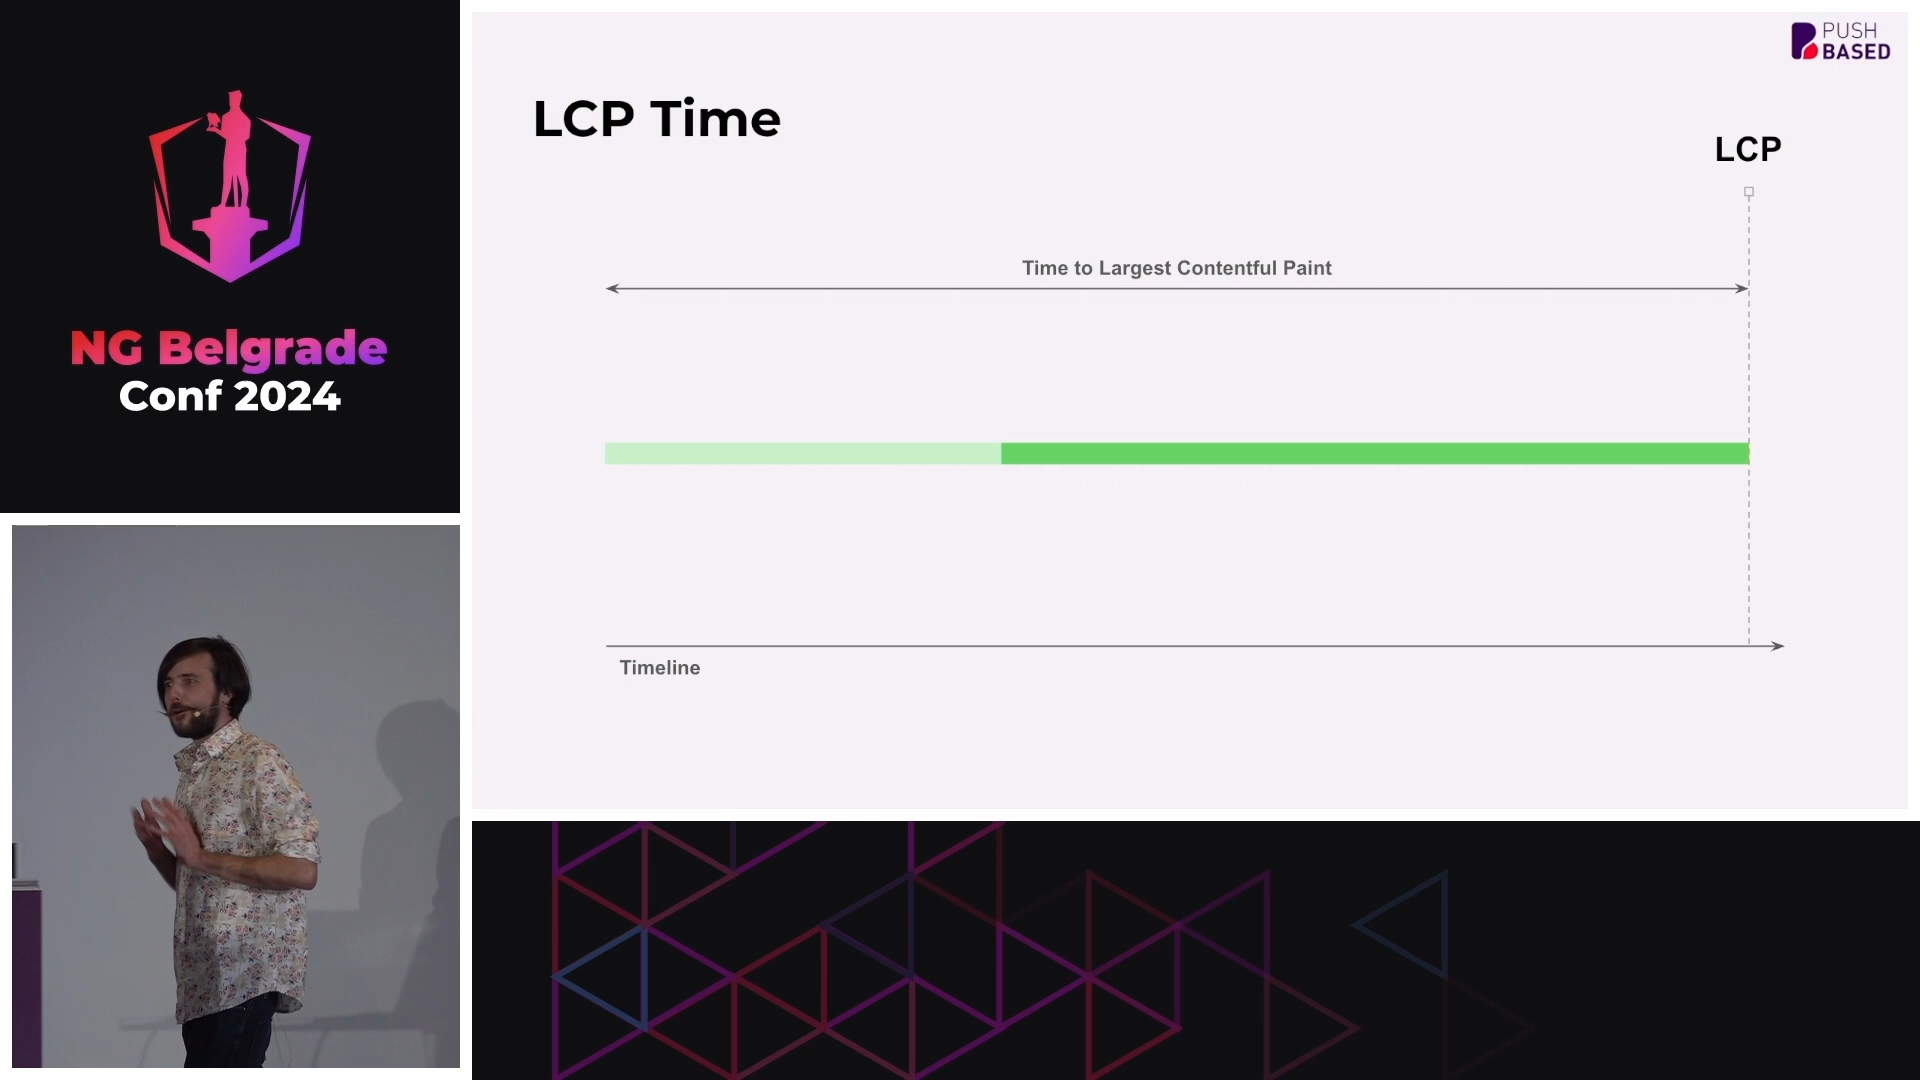 NG Belgrade
Conf 2024
PUSH
BASED
LCP Time
LCP
Time to Largest Contentful Paint
Timeline